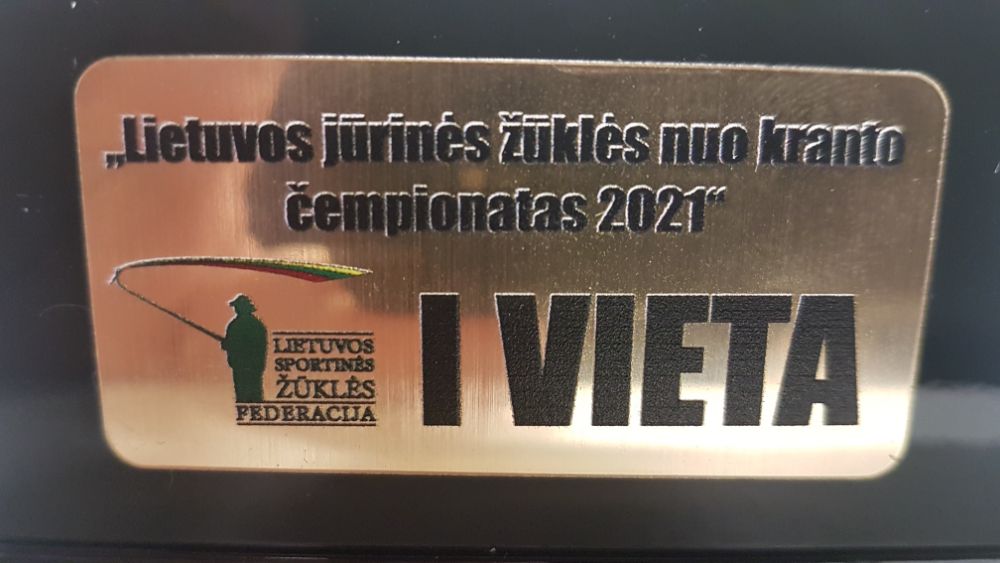 „Lietuvos jūrinės žūklės nuo kranto
čempionatas 2021“
LIETUVOS
SPORTINĖS
ŽŪKLĖS
FEDERACIJA
I VIETA